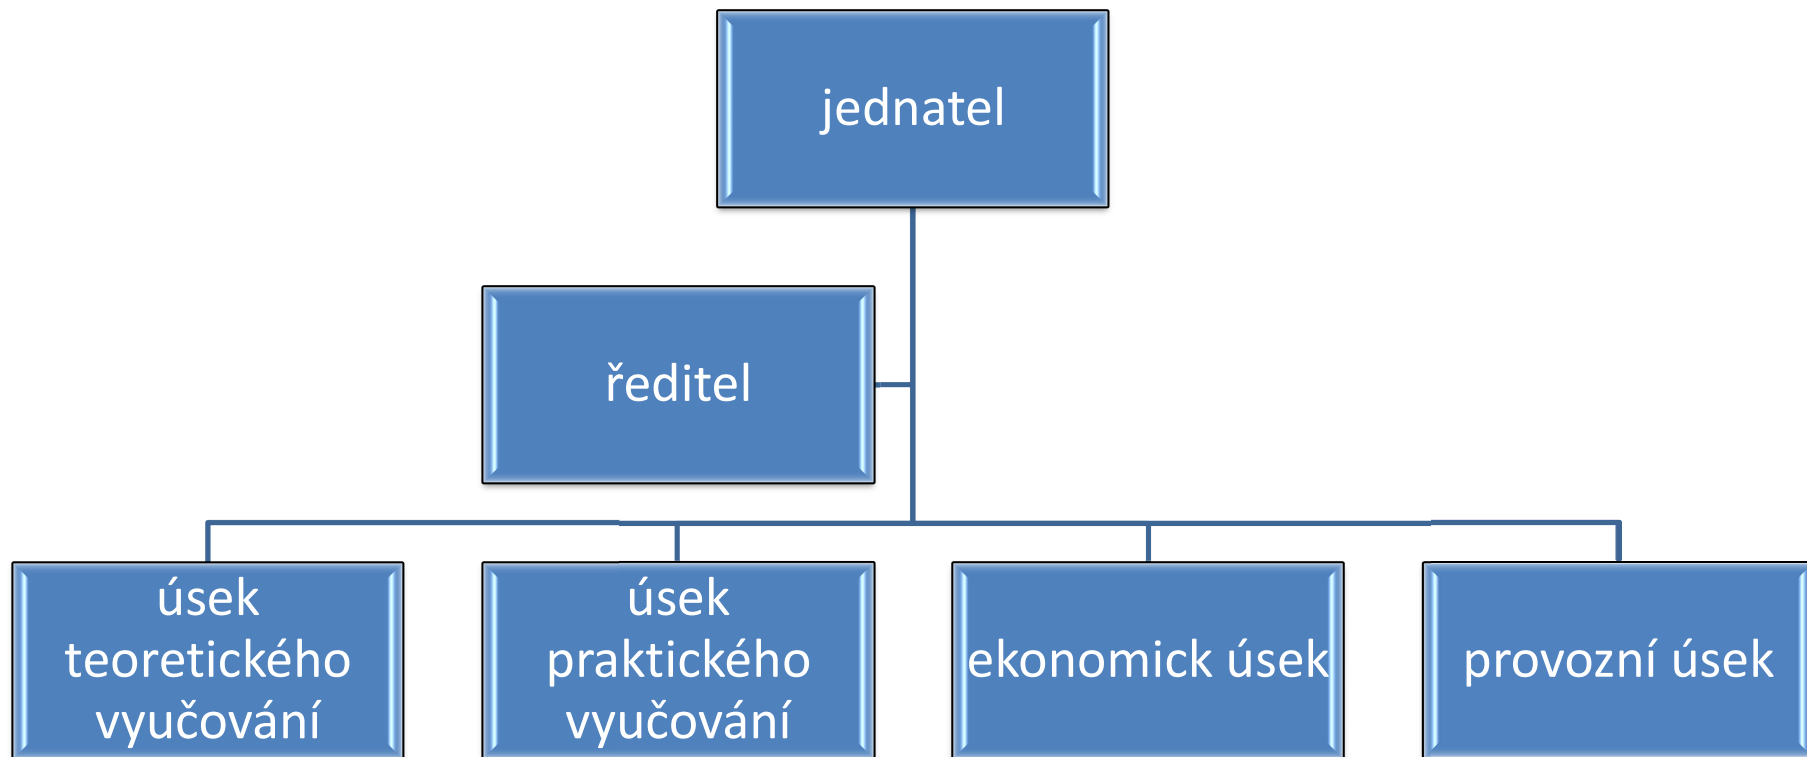 jednatel
ředitel
úsek
teoretického
vyučování
úsek
praktického
vyučování
ekonomick úsek
provozní úsek